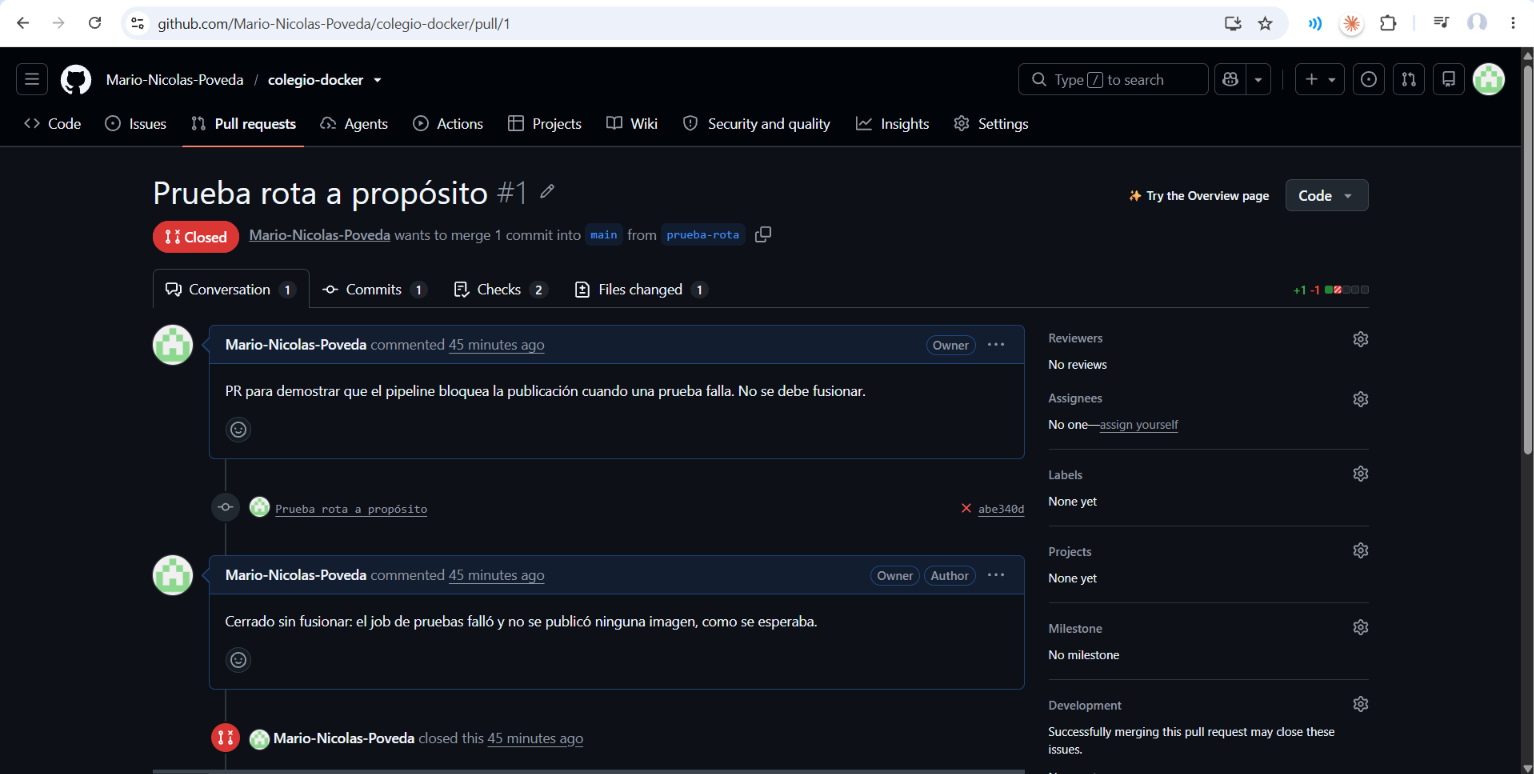 github.com/Mario-Nicolas-Poveda/colegio-docker/pull/1
Mario-Nicolas-Poveda / colegio-docker
Type / to search
Code
Issues
Pull requests
Agents
Actions
Projects
Wiki
Security and quality
Insights
Settings
Prueba rota a propósito #1
Try the Overview page
Code
Closed
Mario-Nicolas-Poveda wants to merge 1 commit into main from prueba-rota
Conversation 1
Commits 1
Checks 2
Files changed 1
+1 -1
Mario-Nicolas-Poveda commented 45 minutes ago
Owner
PR para demostrar que el pipeline bloquea la publicación cuando una prueba falla. No se debe fusionar.
Prueba rota a propósito
abe340d
Mario-Nicolas-Poveda commented 45 minutes ago
Owner
Author
Cerrado sin fusionar: el job de pruebas falló y no se publicó ninguna imagen, como se esperaba.
Mario-Nicolas-Poveda closed this 45 minutes ago
Reviewers
No reviews
Assignees
No one—assign yourself
Labels
None yet
Projects
None yet
Milestone
No milestone
Development
Successfully merging this pull request may close these
issues.